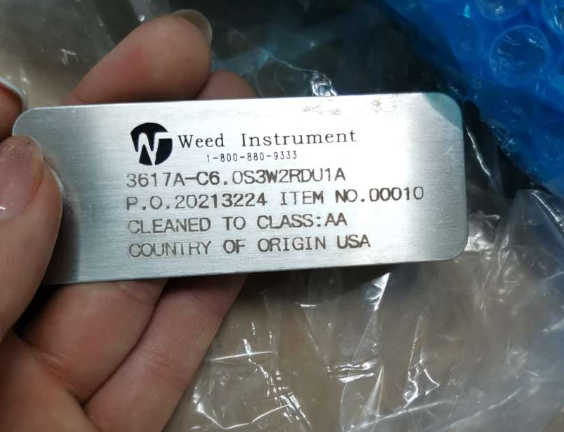 Weed Instrument
1-800-880-9333
3617A-C6.0S3W2RDU1A
P.O.20213224 ITEM NO.00010
CLEANED TO CLASS:AA
COUNTRY OF ORIGIN USA